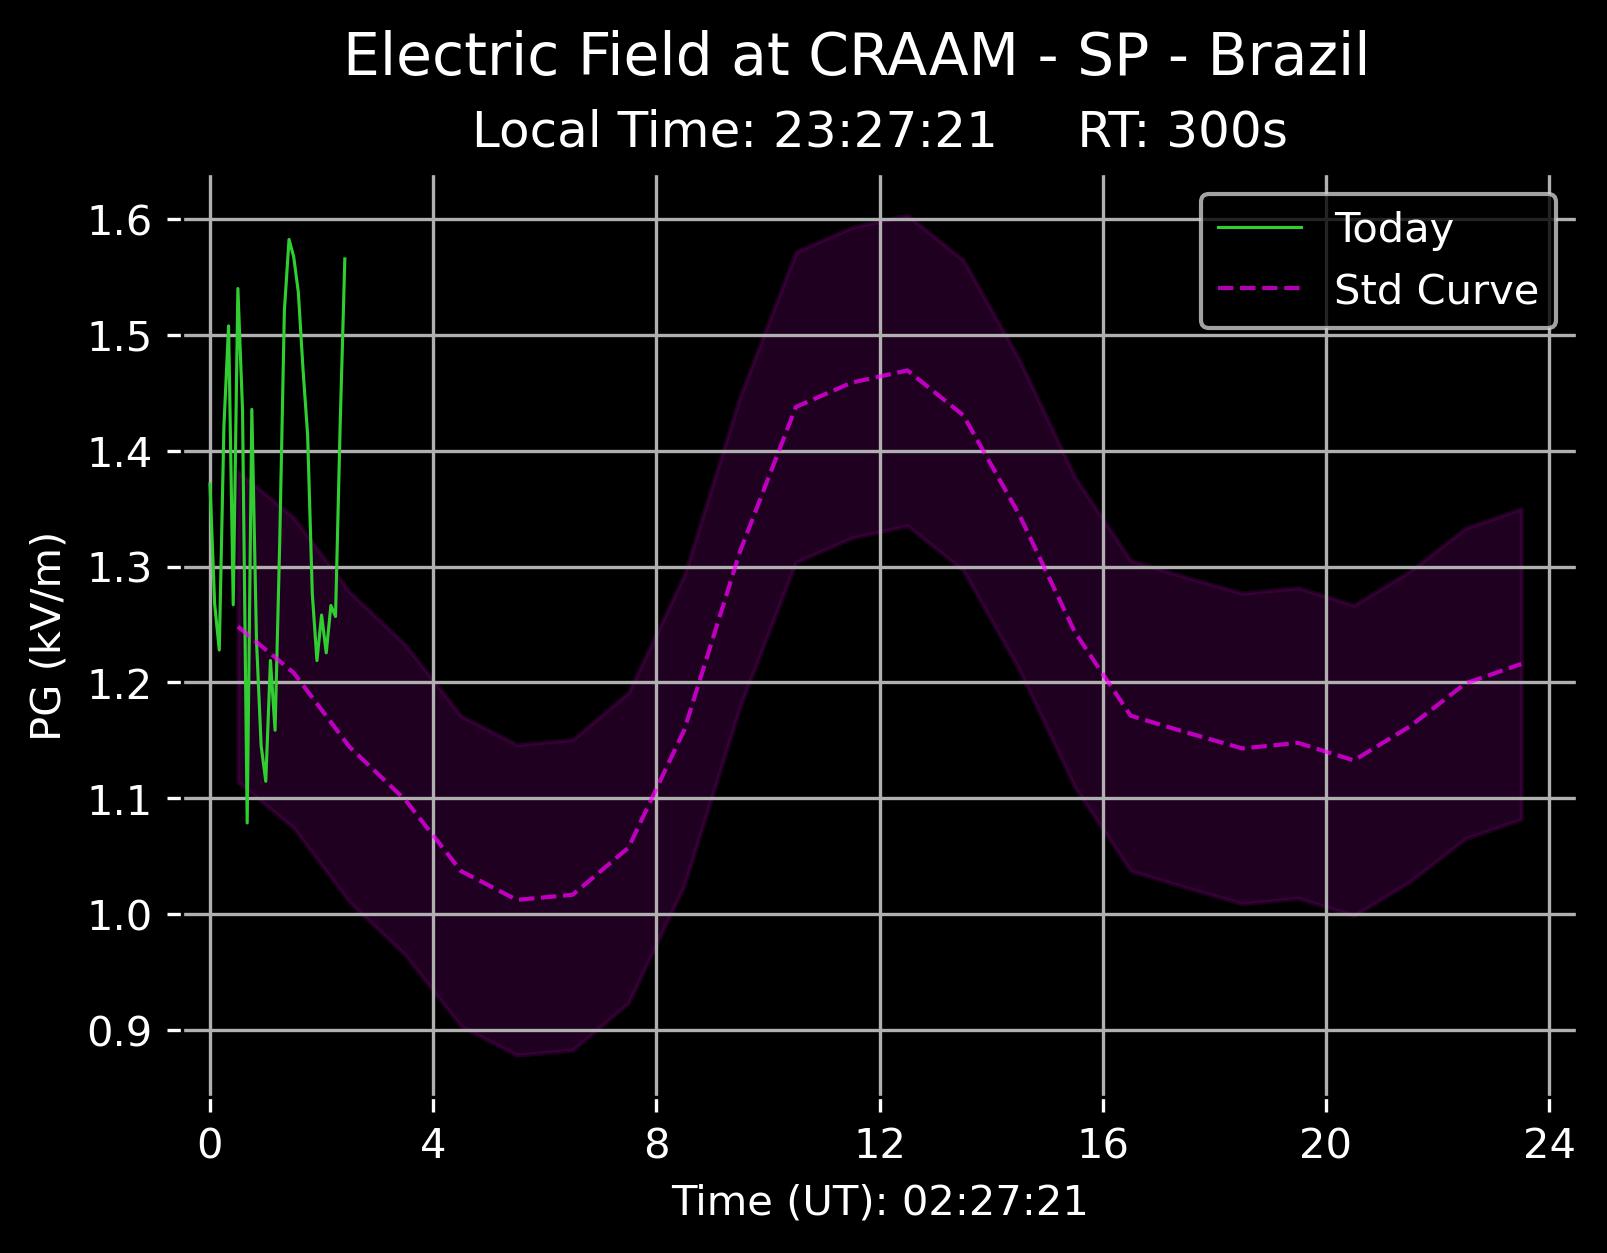 Electric Field at CRAAM - SP - Brazil
Local Time: 23:27:21 RT: 300s
Today
Std Curve
PG (kV/m)
1.6
1.5
1.4
1.3
1.2
1.1
1.0
0.9
0 4 8 12 16 20 24
Time (UT): 02:27:21